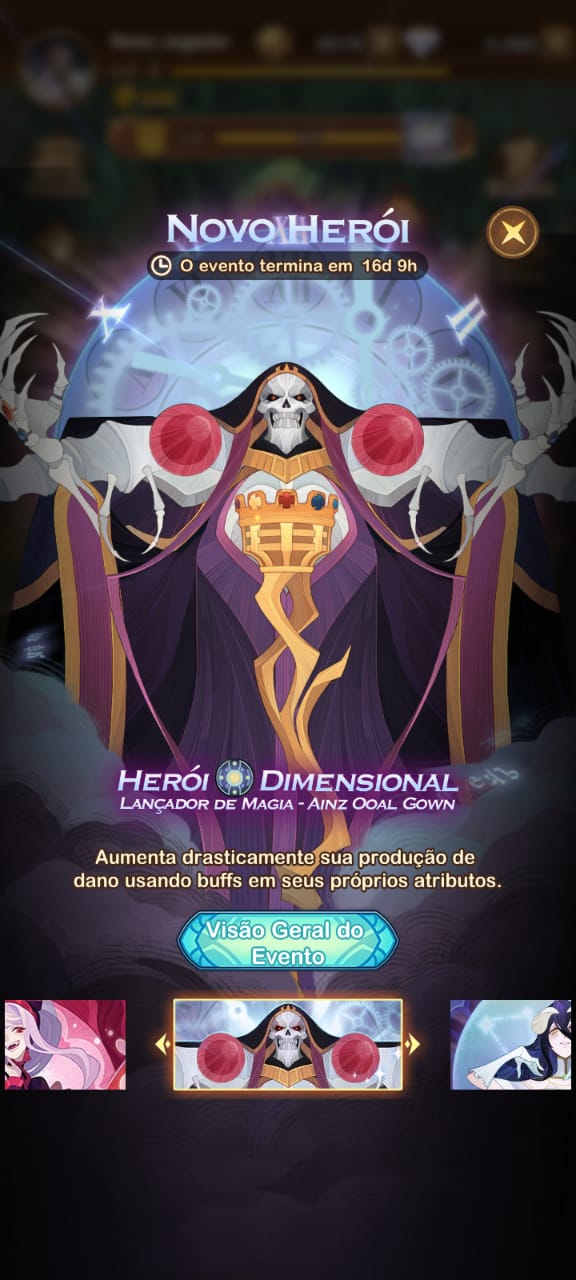 Novo Herói
O evento termina em 16d 9h
Herói Dimensional
Lançador de Magia - Ainz Ooal Gown
Aumenta drasticamente sua produção de
dano usando buffs em seus próprios atributos.
Visão Geral do
Evento